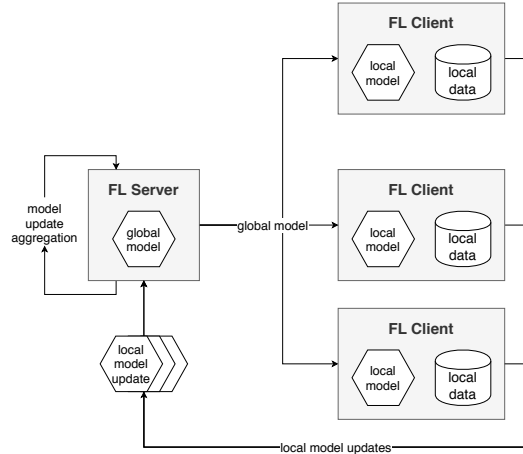 FL Client
local
model
local
data
FL Server
global
model
model
update
aggregation
global model
FL Client
local
model
local
data
FL Client
local
model
local
data
local
model
update
local model updates